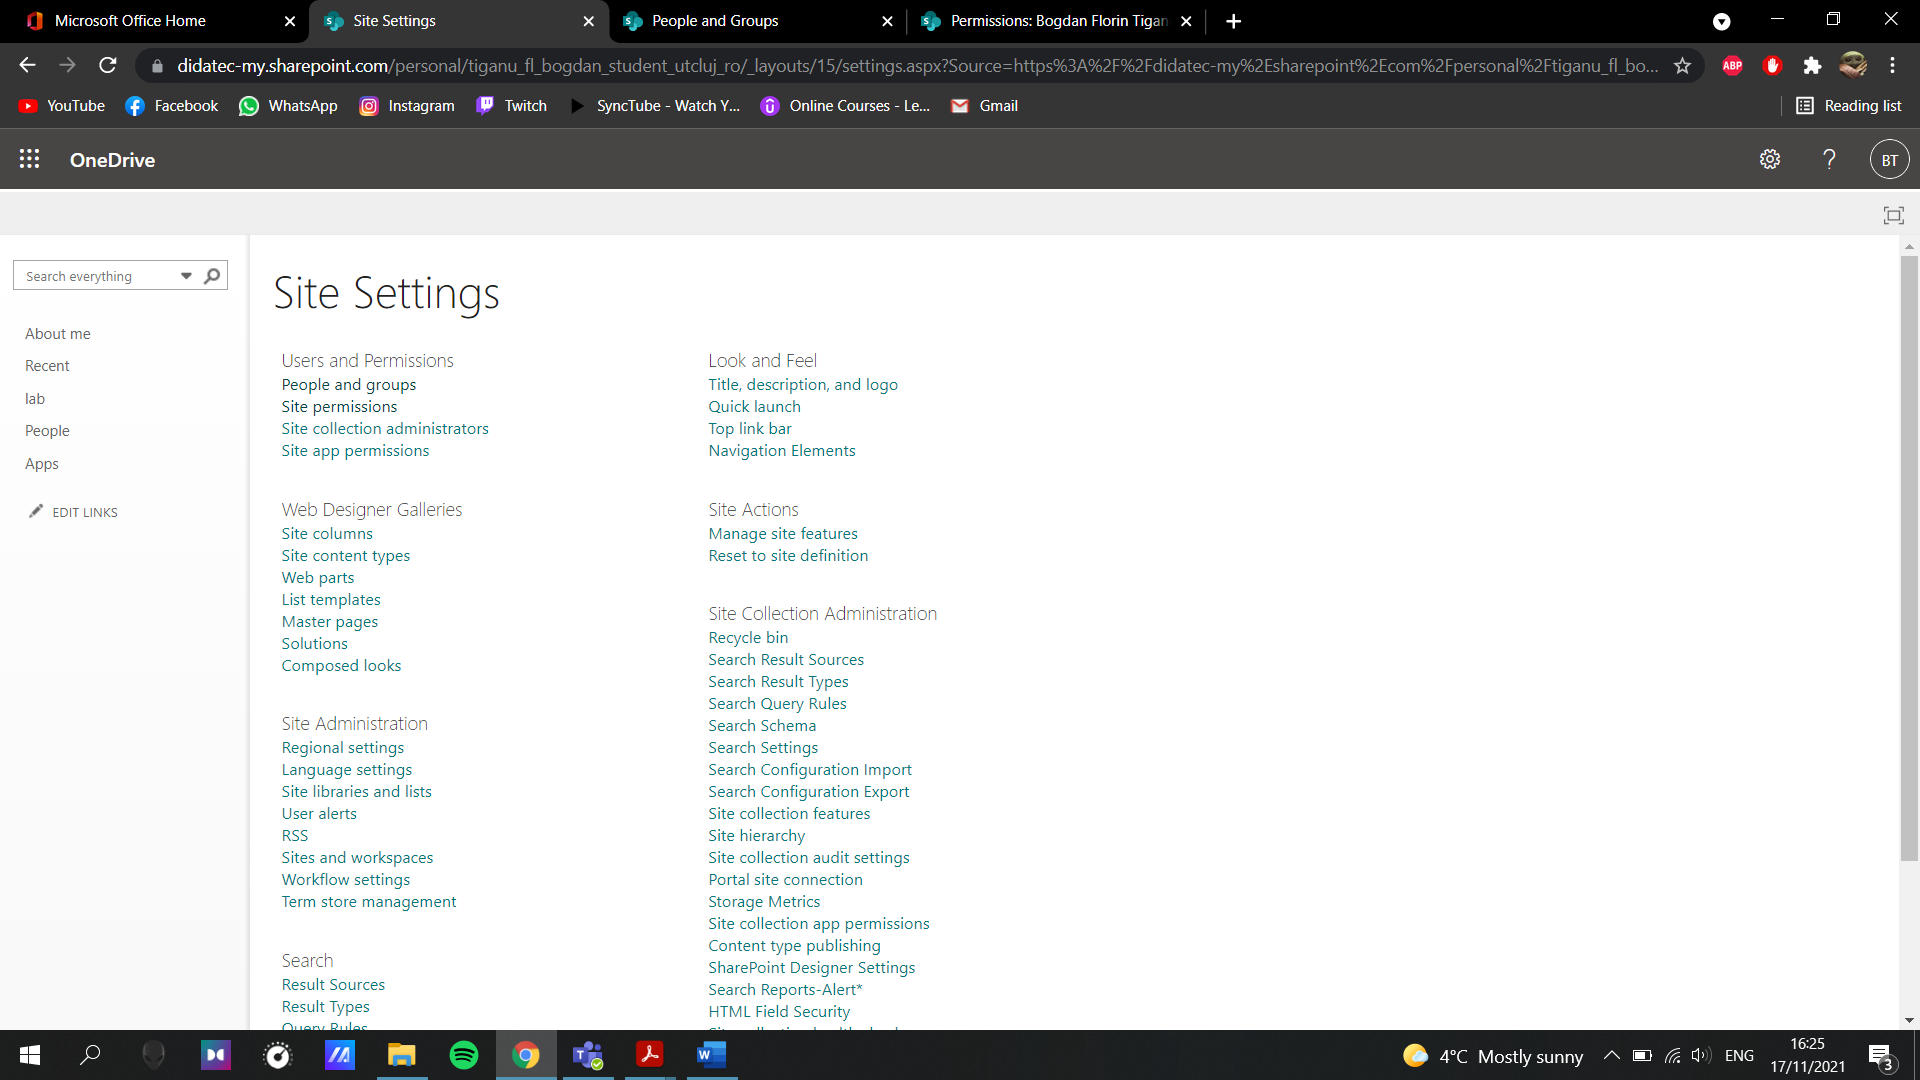 Microsoft Office Home
Site Settings
People and Groups
Permissions: Bogdan Florin Tigan
didatec-my.sharepoint.com/personal/tiganu_fl_bogdan_student_utcluj_ro/_layouts/15/settings.aspx?Source=https%3A%2F%2Fdidatec-my%2Esharepoint%2Ecom%2Fpersonal%2Ftiganu_fl_bo...
ABP
YouTube
Facebook
WhatsApp
Instagram
Twitch
SyncTube - Watch Y...
Online Courses - Le...
Gmail
Reading list
OneDrive
?
BT
Search everything
About me
Recent
lab
People
Apps
EDIT LINKS
Site Settings
Users and Permissions
People and groups
Site permissions
Site collection administrators
Site app permissions
Web Designer Galleries
Site columns
Site content types
Web parts
List templates
Master pages
Solutions
Composed looks
Site Administration
Regional settings
Language settings
Site libraries and lists
User alerts
RSS
Sites and workspaces
Workflow settings
Term store management
Search
Result Sources
Result Types
Query Rules
Look and Feel
Title, description, and logo
Quick launch
Top link bar
Navigation Elements
Site Actions
Manage site features
Reset to site definition
Site Collection Administration
Recycle bin
Search Result Sources
Search Result Types
Search Query Rules
Search Schema
Search Settings
Search Configuration Import
Search Configuration Export
Site collection features
Site hierarchy
Site collection audit settings
Portal site connection
Storage Metrics
Site collection app permissions
Content type publishing
SharePoint Designer Settings
Search Reports-Alert*
HTML Field Security
4°C Mostly sunny
ENG
16:25
17/11/2021
3